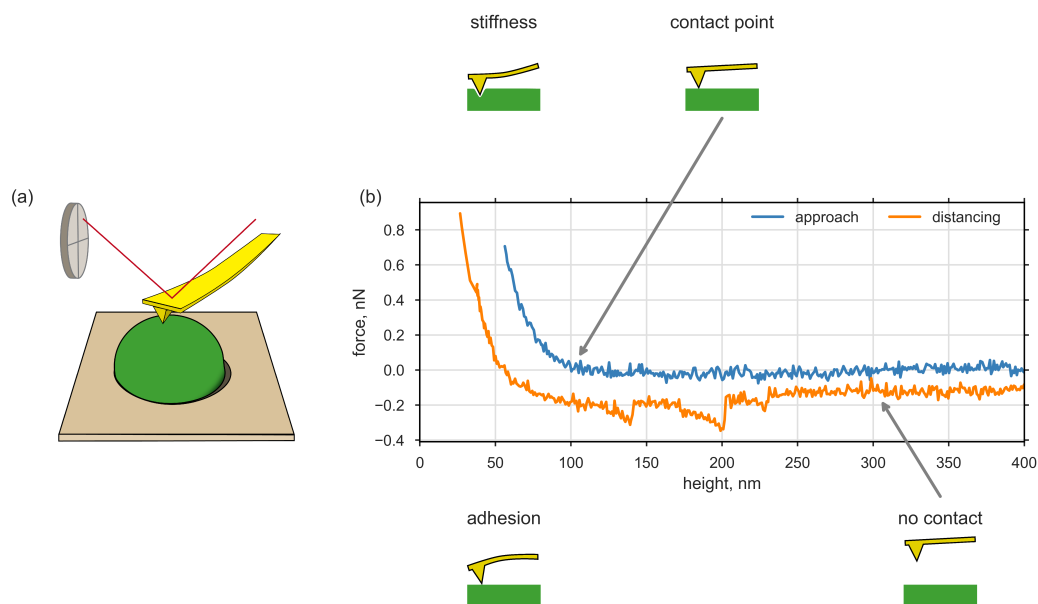 stiffness
contact point
(a)
(b)
approach
distancing
0.8
0.6
0.4
0.2
0.0
−0.2
−0.4
force, nN
0
50
100
150
200
250
300
350
400
height, nm
adhesion
no contact